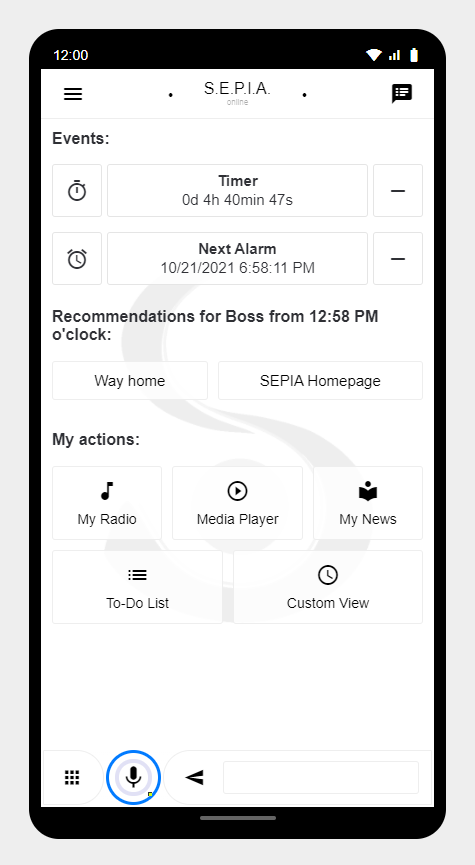 12:00
S.E.P.I.A.
online
Events:
Timer
0d 4h 40min 47s
Next Alarm
10/21/2021 6:58:11 PM
Recommendations for Boss from 12:58 PM
o'clock:
Way home
SEPIA Homepage
My actions:
My Radio
Media Player
My News
To-Do List
Custom View